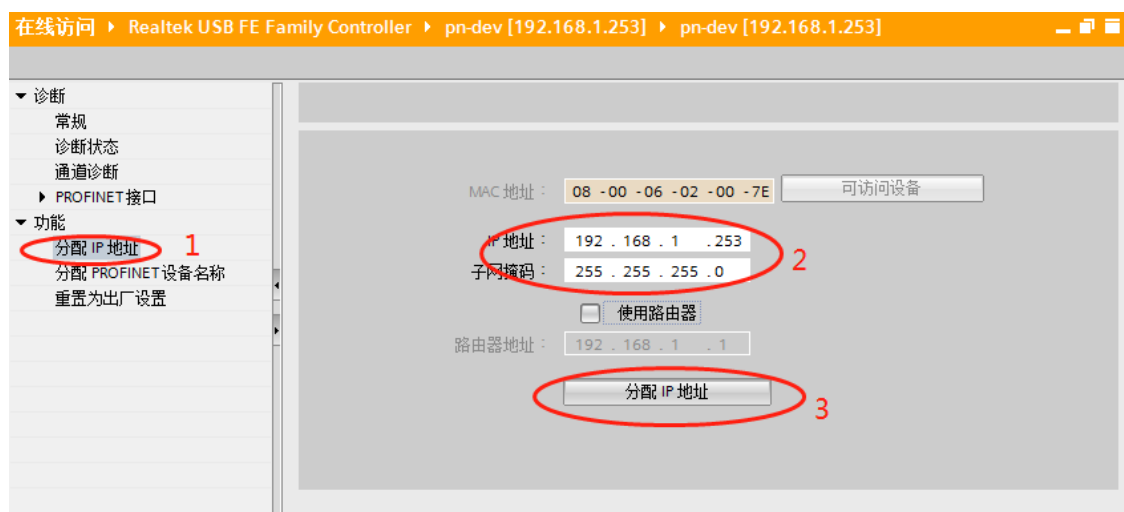 在线访问 ▸ Realtek USB FE Family Controller ▸ pn-dev [192.168.1.253] ▸ pn-dev [192.168.1.253]
诊断
常规
诊断状态
通道诊断
PROFINET接口
功能
分配 IP 地址 1
分配 PROFINET设备名称
重置为出厂设置
MAC 地址： 08 -00 -06 -02 -00 -7E 可访问设备
IP 地址： 192 . 168 . 1 .253
子网掩码： 255 . 255 . 255 .0
2
使用路由器
路由器地址： 192 . 168 . 1 . 1
分配 IP 地址
3